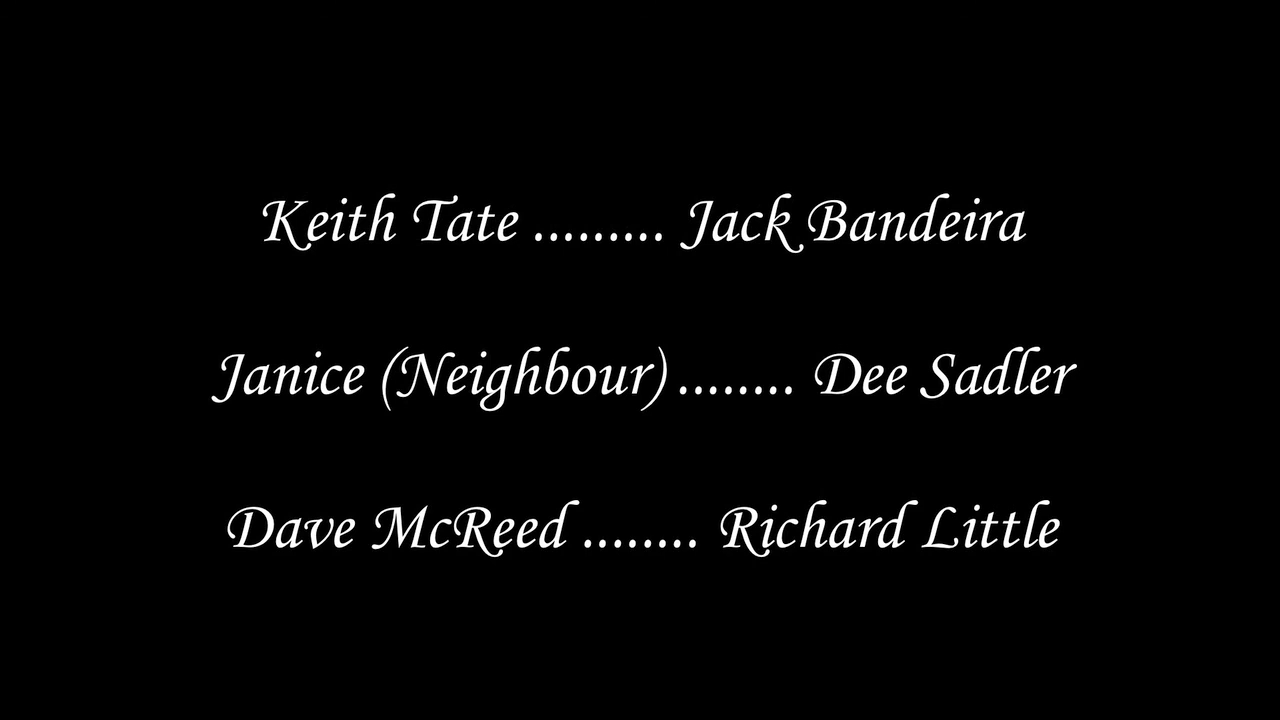 Keith Tate ......... Jack Bandeira
Janice (Neighbour) ........ Dee Sadler
Dave McReed ........ Richard Little